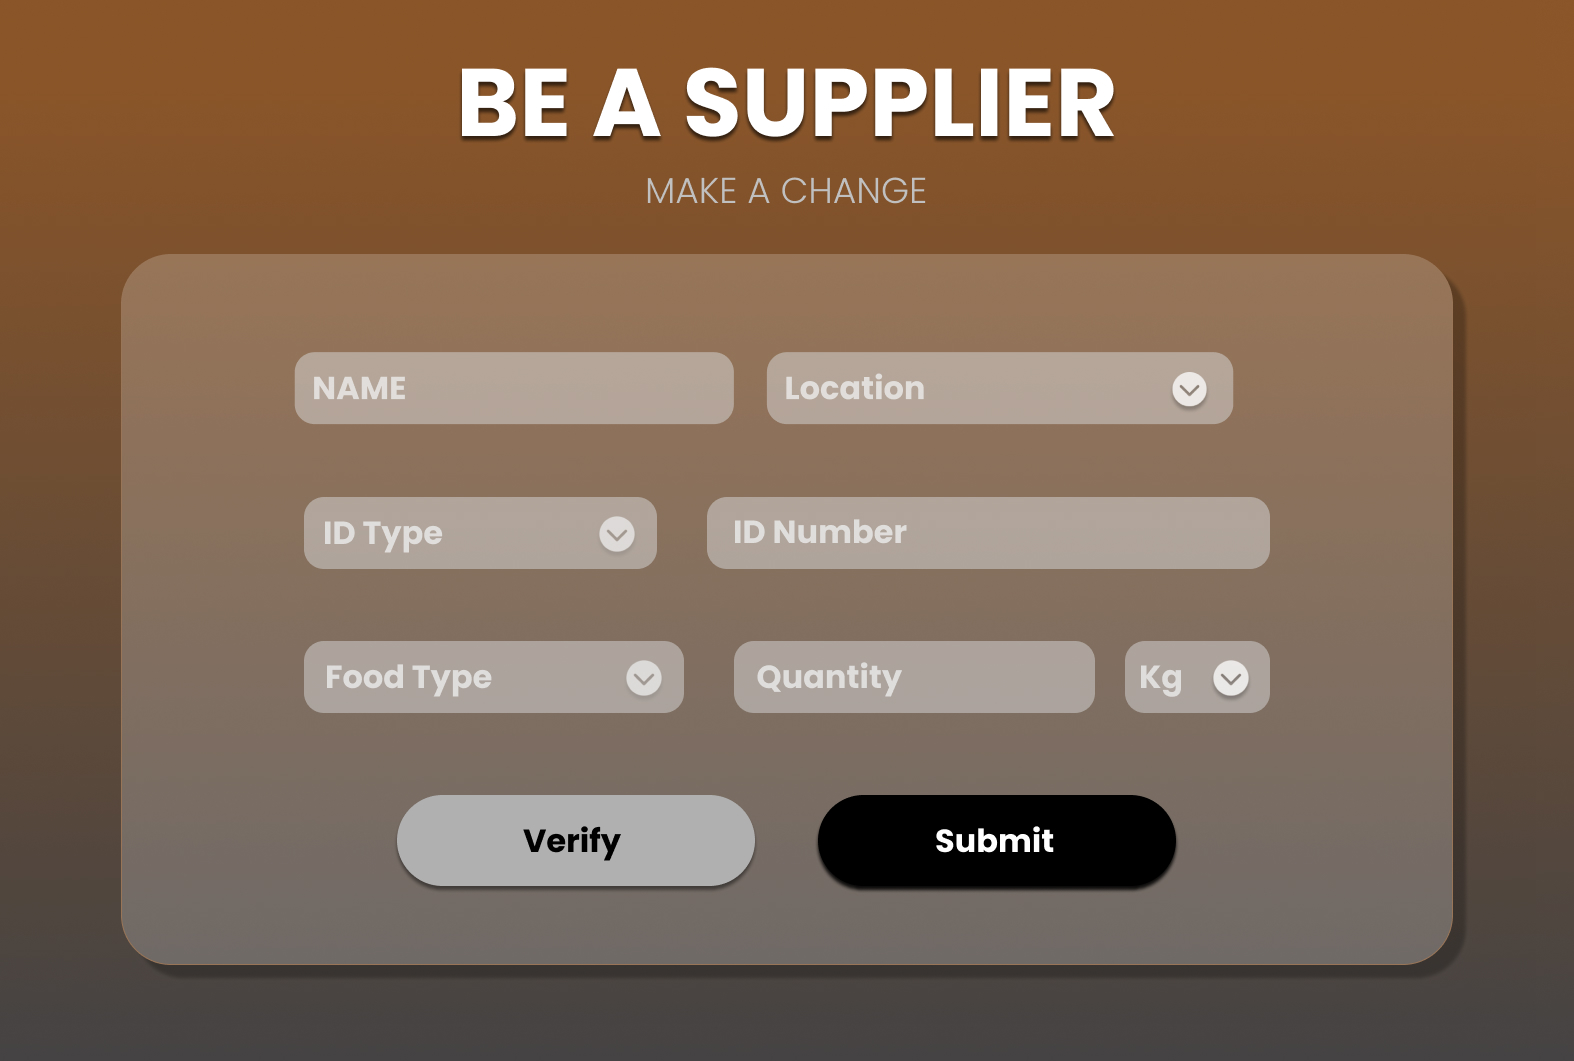 BE A SUPPLIER
MAKE A CHANGE
NAME
Location
ID Type
ID Number
Food Type
Quantity
Kg
Verify
Submit